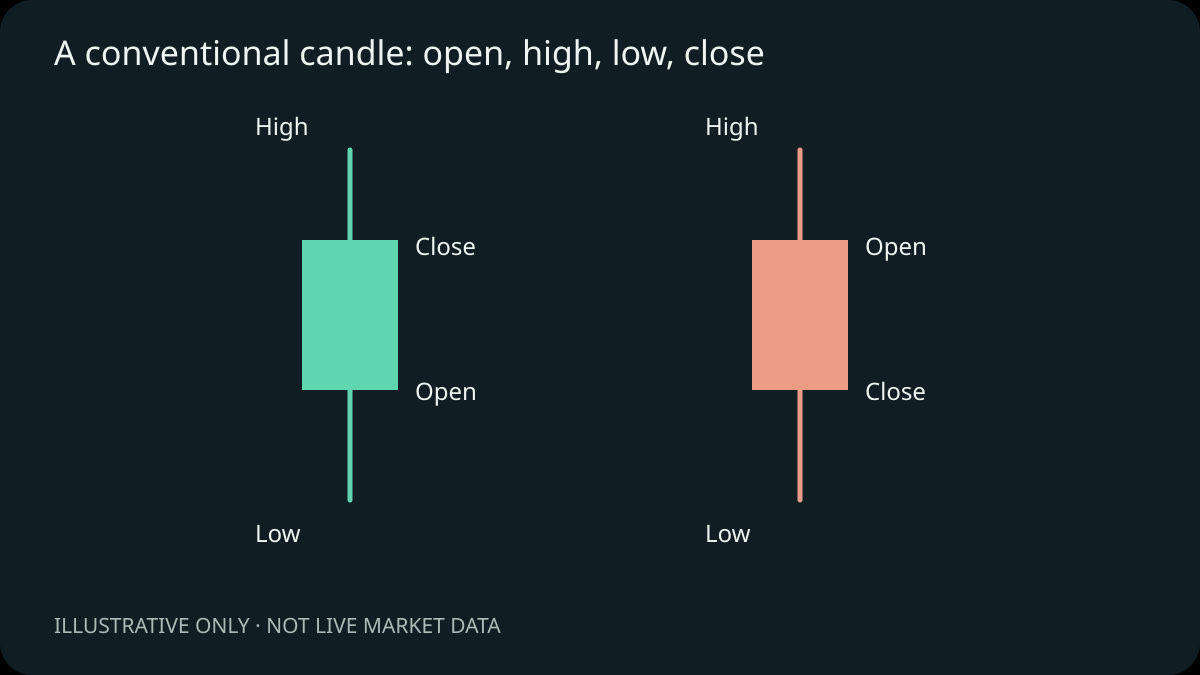 A conventional candle: open, high, low, close
High
High
Close
Open
Open
Close
Low
Low
ILLUSTRATIVE ONLY · NOT LIVE MARKET DATA